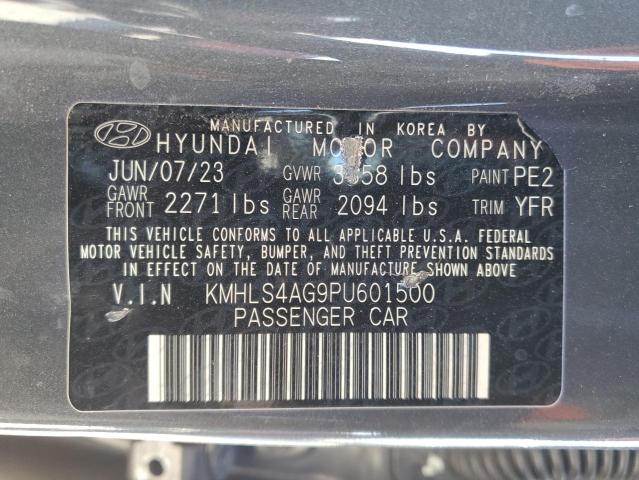 MANUFACTURED IN KOREA BY
HYUNDAI MOTOR COMPANY
JUN/07/23 GVWR lbs PAINT PE2
GAWR FRONT 2271 lbs GAWR REAR 2094 lbs TRIM YFR
THIS VEHICLE CONFORMS TO ALL APPLICABLE U.S.A. FEDERAL
MOTOR VEHICLE SAFETY, BUMPER, AND THEFT PREVENTION STANDARDS
IN EFFECT ON THE DATE OF MANUFACTURE SHOWN ABOVE
V.I.N KMHLS4AG9PU601500
PASSENGER CAR